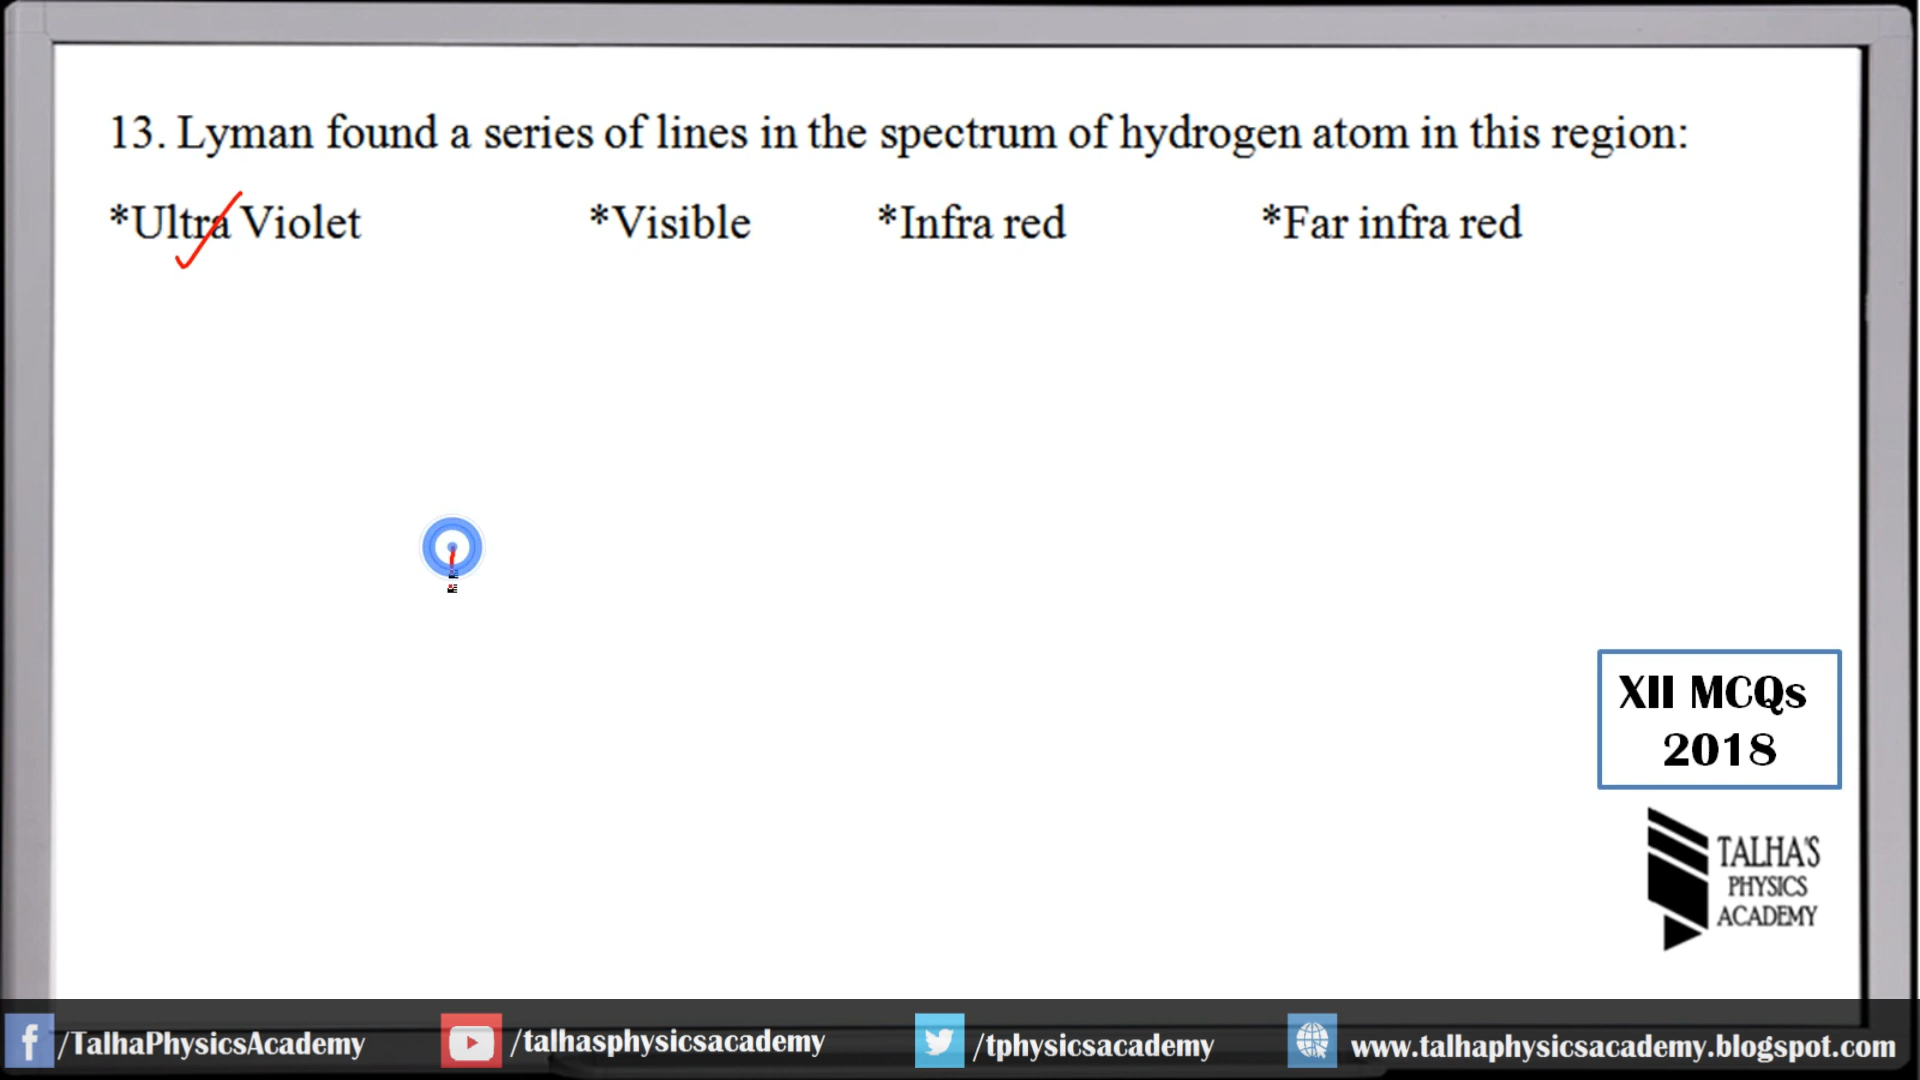 13. Lyman found a series of lines in the spectrum of hydrogen atom in this region:
*Ultra Violet *Visible *Infra red *Far infra red
XII MCQs
2018
TALHA'S
PHYSICS
ACADEMY
/TalhaPhysicsAcademy /talhasphysicsacademy /tphysicsacademy www.talhaphysicsacademy.blogspot.com